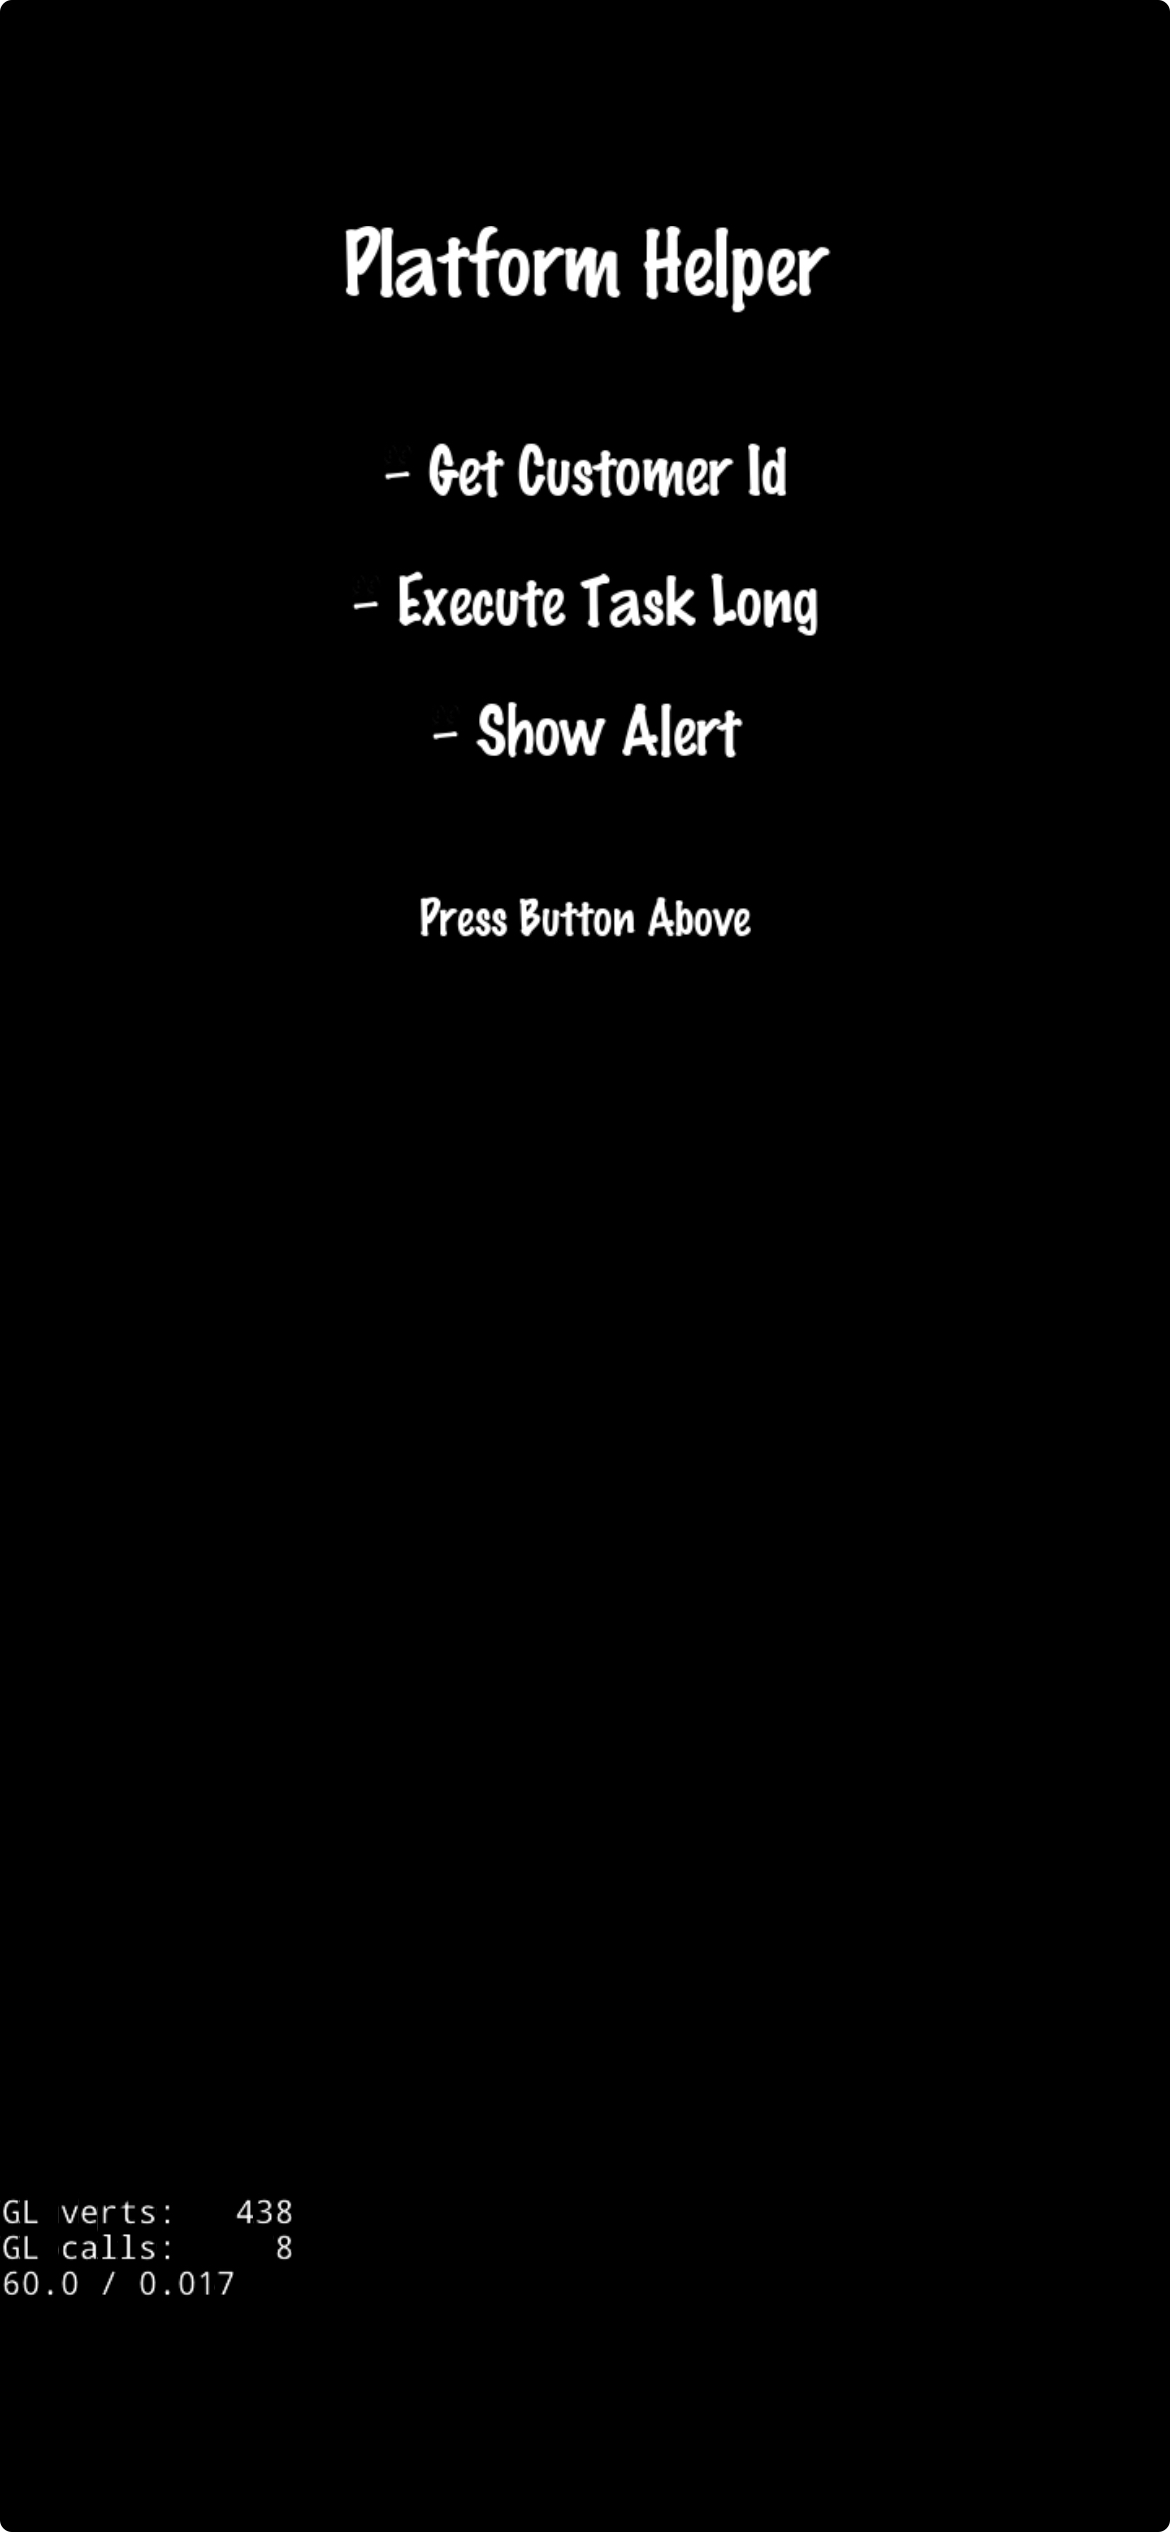 Platform Helper
- Get Customer Id
- Execute Task Long
- Show Alert
Press Button Above
GL verts: 438
GL calls: 8
60.0 / 0.017